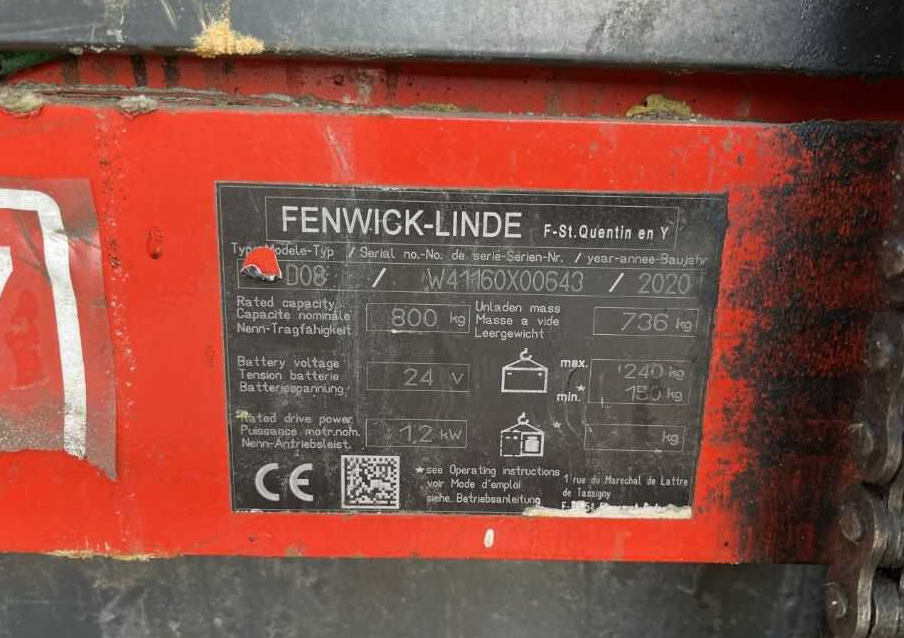 FENWICK-LINDE F-St.Quentin en Y
Modele-Typ / Serial no.-No. de serie-Serien-Nr. / year-annee-Baujahr
D08 / W41160X00643 / 2020
Rated capacity
Capacite nominale
Nenn-Tragfähigkeit
800 kg
Unladen mass
Masse a vide
Leergewicht
736 kg
Battery voltage
Tension batterie
Batteriespannung
24 V
max. 240 kg
min.* kg
Rated drive power
Puissance motr.nom.
Nenn-Antriebsleist.
1,2 kW
* kg
CE
*see Operating instructions
voir Mode d'emploi
siehe Betriebsanleitung
1 rue du Marechal de Lattre
de Tassigny